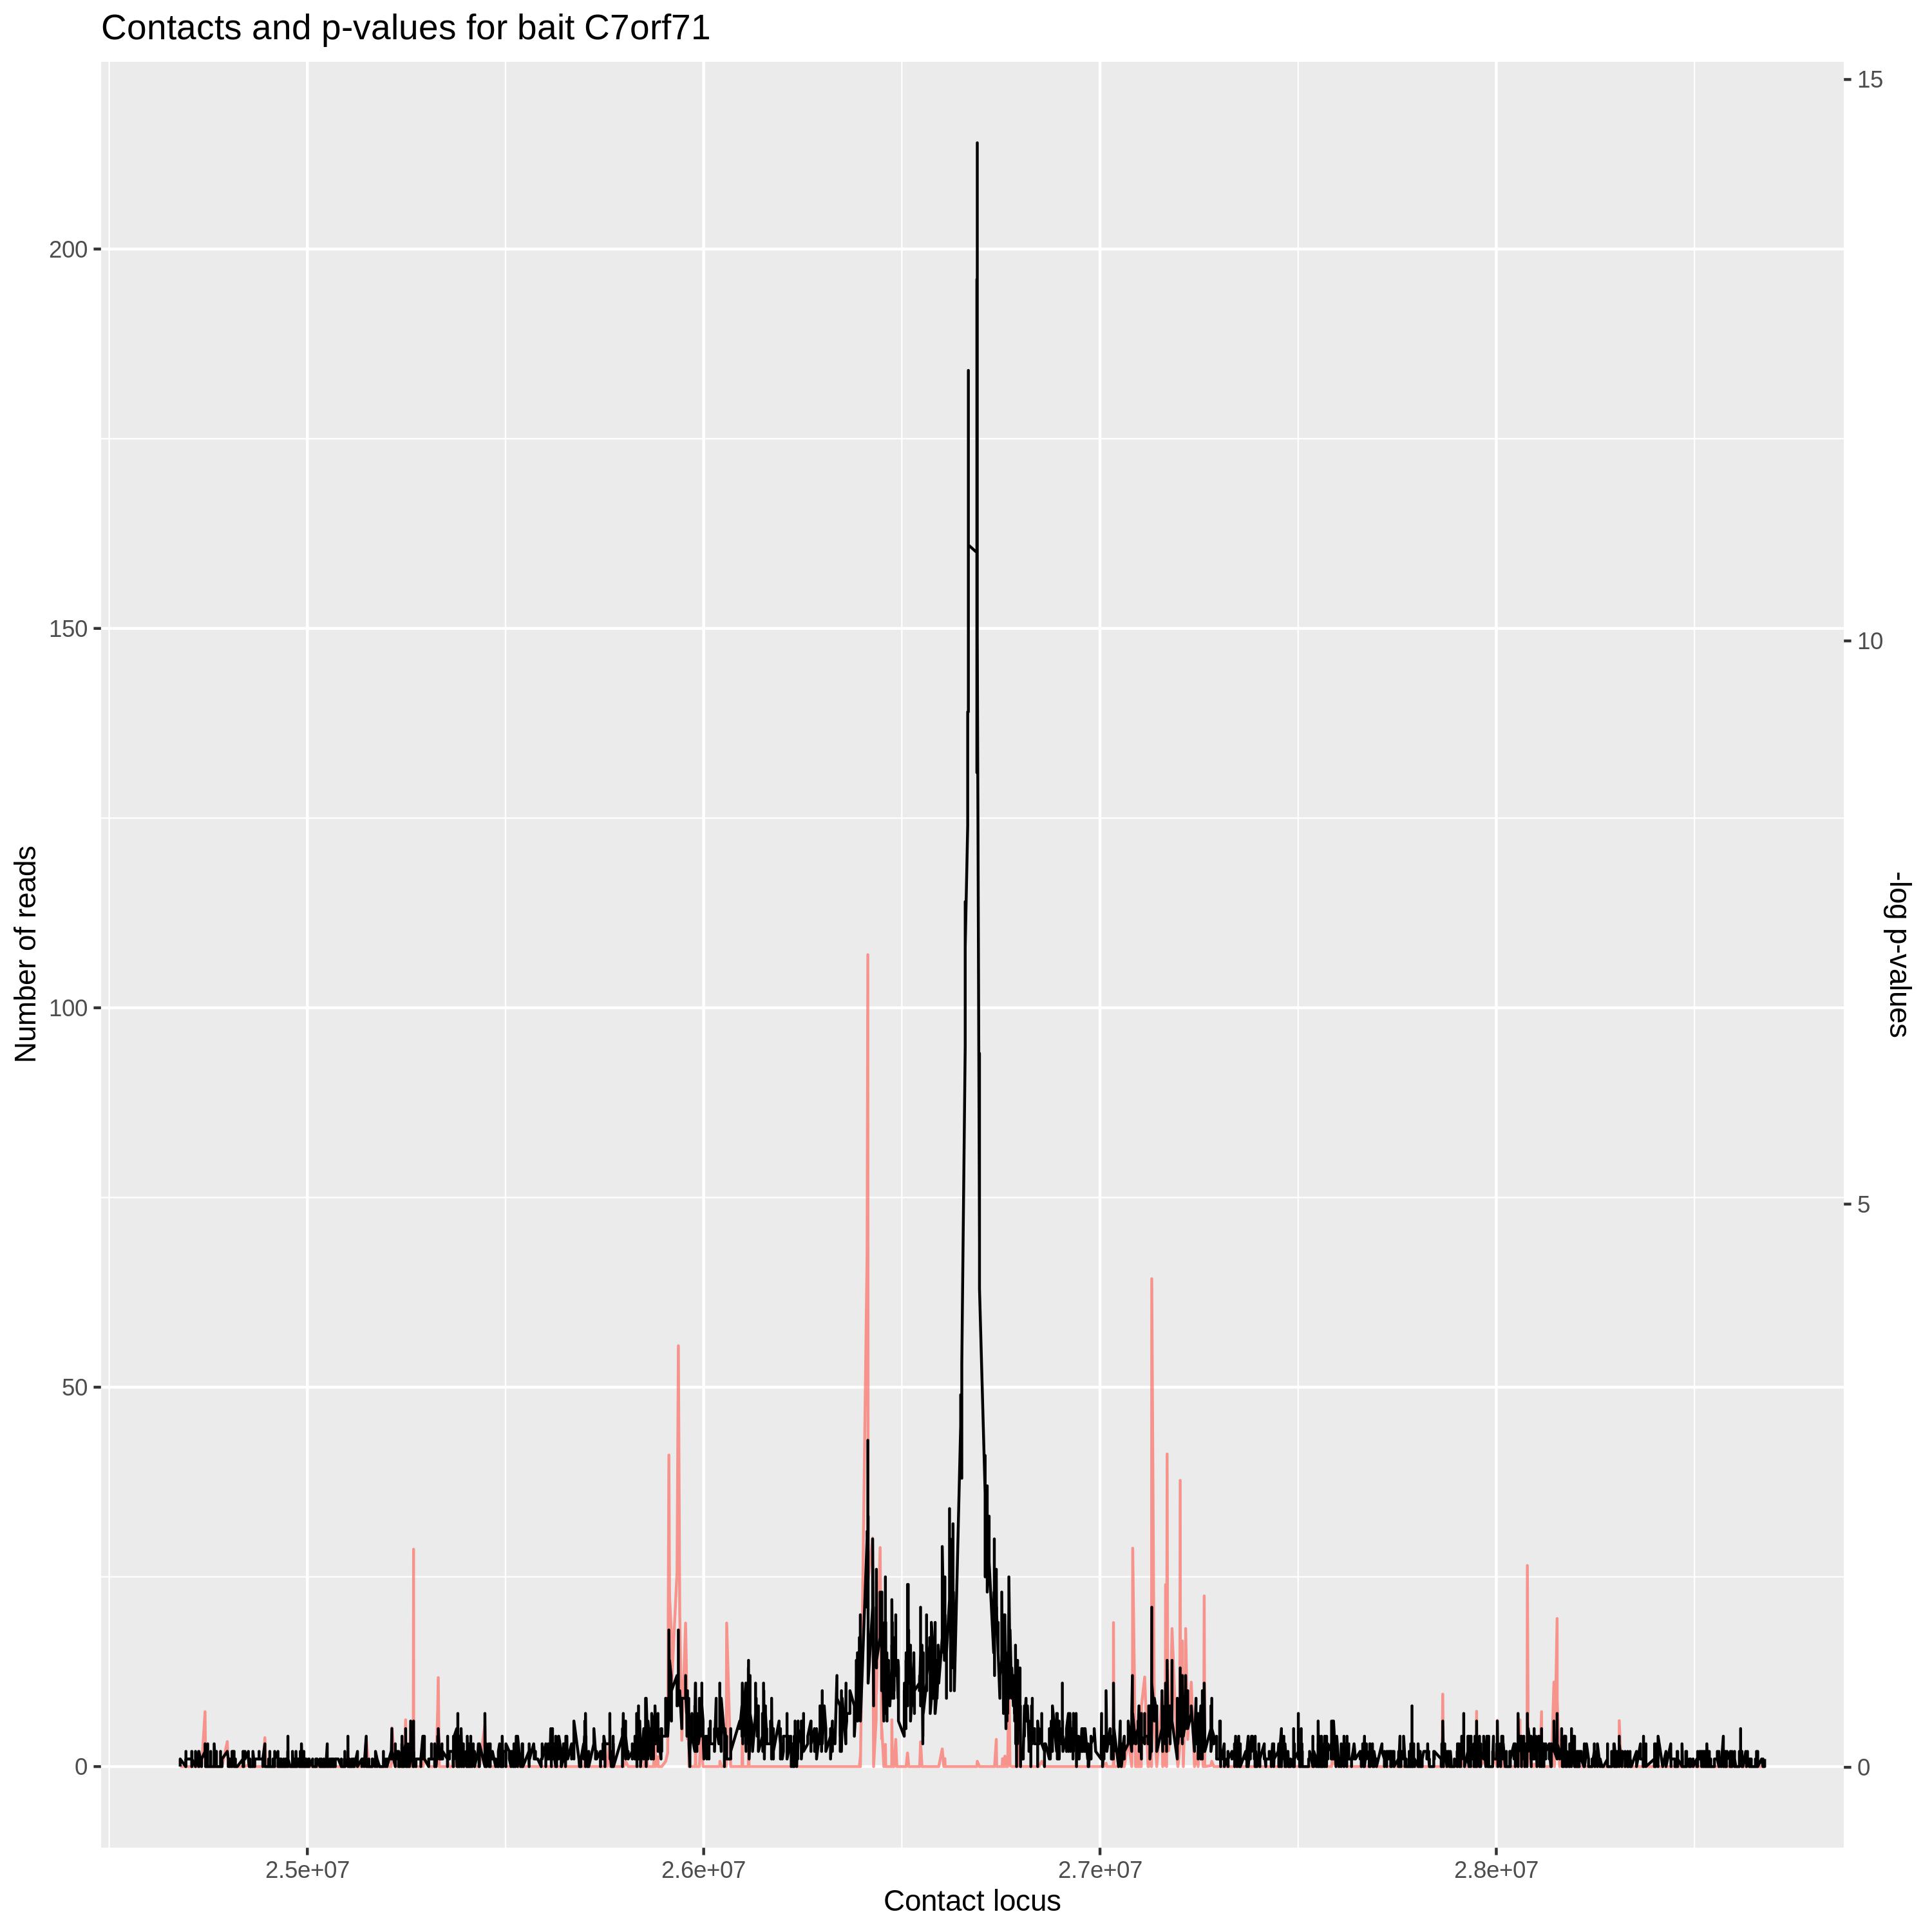 Contacts and p-values for bait C7orf71
Number of reads
200
150
100
50
0
15
10
5
0
-log p-values
2.5e+07
2.6e+07
2.7e+07
2.8e+07
Contact locus